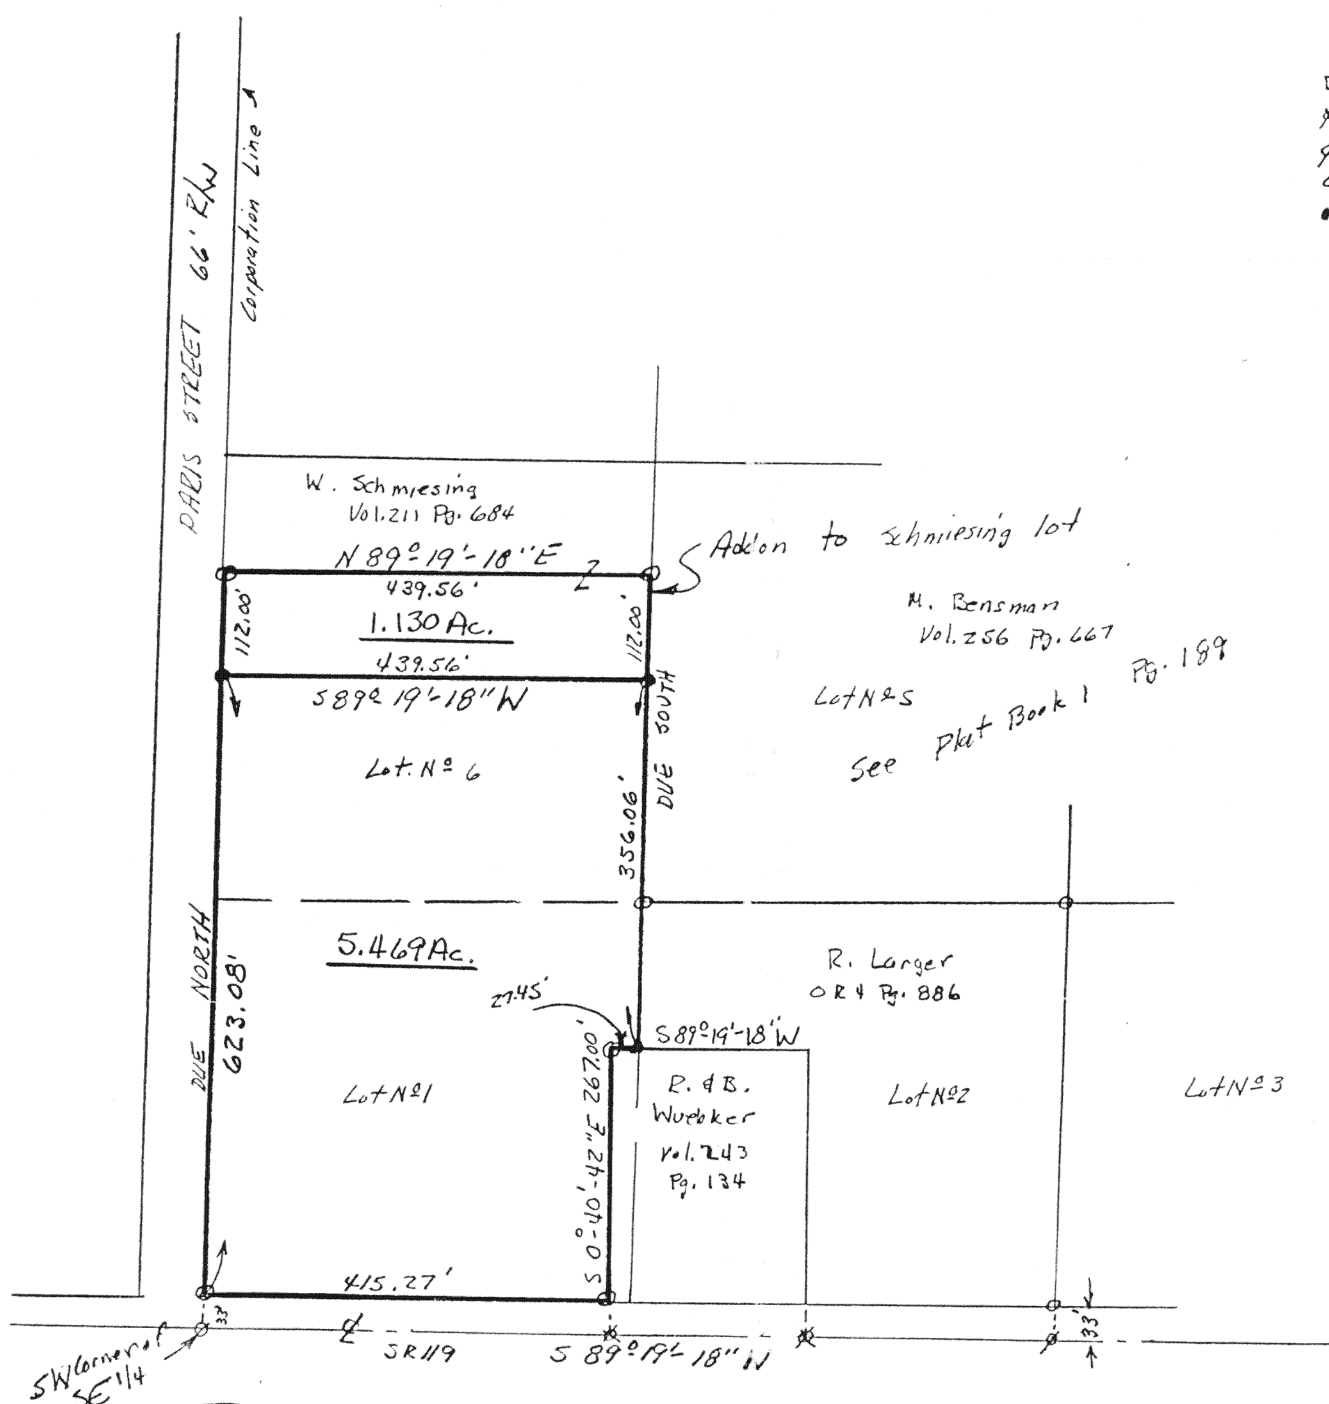 Corporation Line
PARIS STREET 66' R/W
W. Schmiesing
Vol. 211 Pg. 684
N 89º-19'-18" E
439.56'
112.00'
1.130 Ac.
112.00'
439.56'
S 89º 19'-18" W
Add on to Schmiesing lot
M. Bensman
Vol. 256 Pg. 667
Lot Nº 5
See Plat Book 1 Pg. 189
Lot. Nº 6
DUE SOUTH
356.06'
DUE NORTH
623.08'
5.469 Ac.
27.45'
R. Larger
OR 4 Pg. 886
S 89º-19'-18" W
R. & B.
Wuebker
Vol. 243
Pg. 134
Lot Nº 1
S 0º-40'-42" E 267.00'
Lot Nº 2
Lot Nº 3
415.27'
33'
33'
SR 119
S 89º 19'-18" W
SW Corner of
SE 1/4